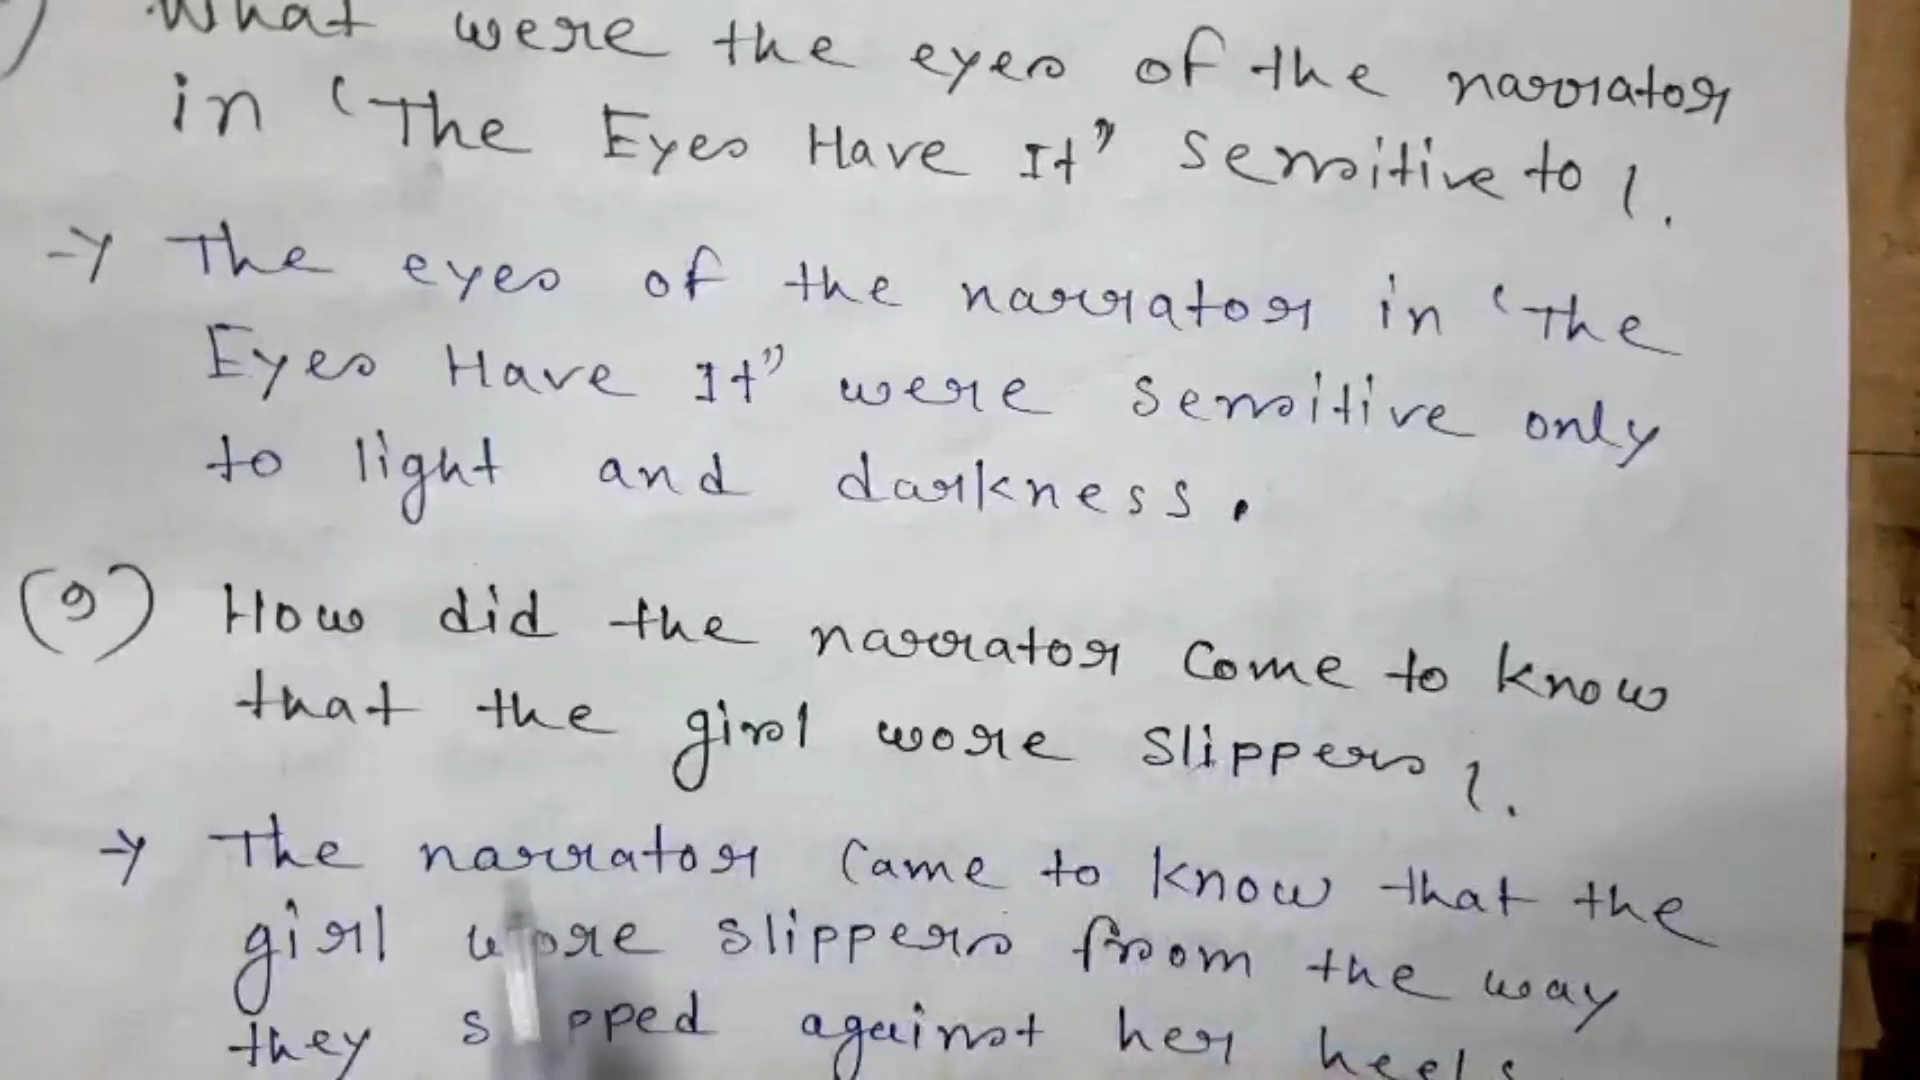 ) What were the eyes of the narrator
in 'The Eyes Have It" sensitive to ?
→ The eyes of the narrator in 'The
Eyes Have It" were sensitive only
to light and darkness.
(9) How did the narrator come to know
that the girl wore slippers ?
→ The narrator came to know that the
girl wore slippers from the way
they against her heels